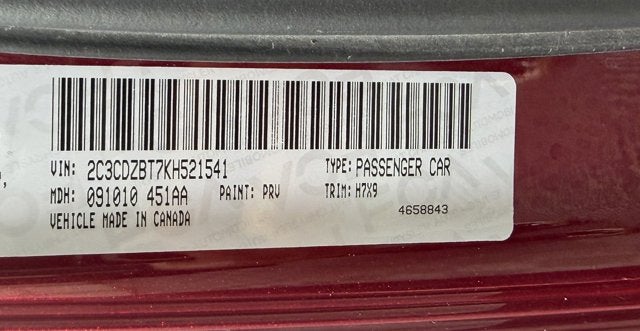 VIN: 2C3CDZBT7KH521541 TYPE: PASSENGER CAR
MDH: 091010 451AA PAINT: PRV TRIM: H7X9
VEHICLE MADE IN CANADA 4658843